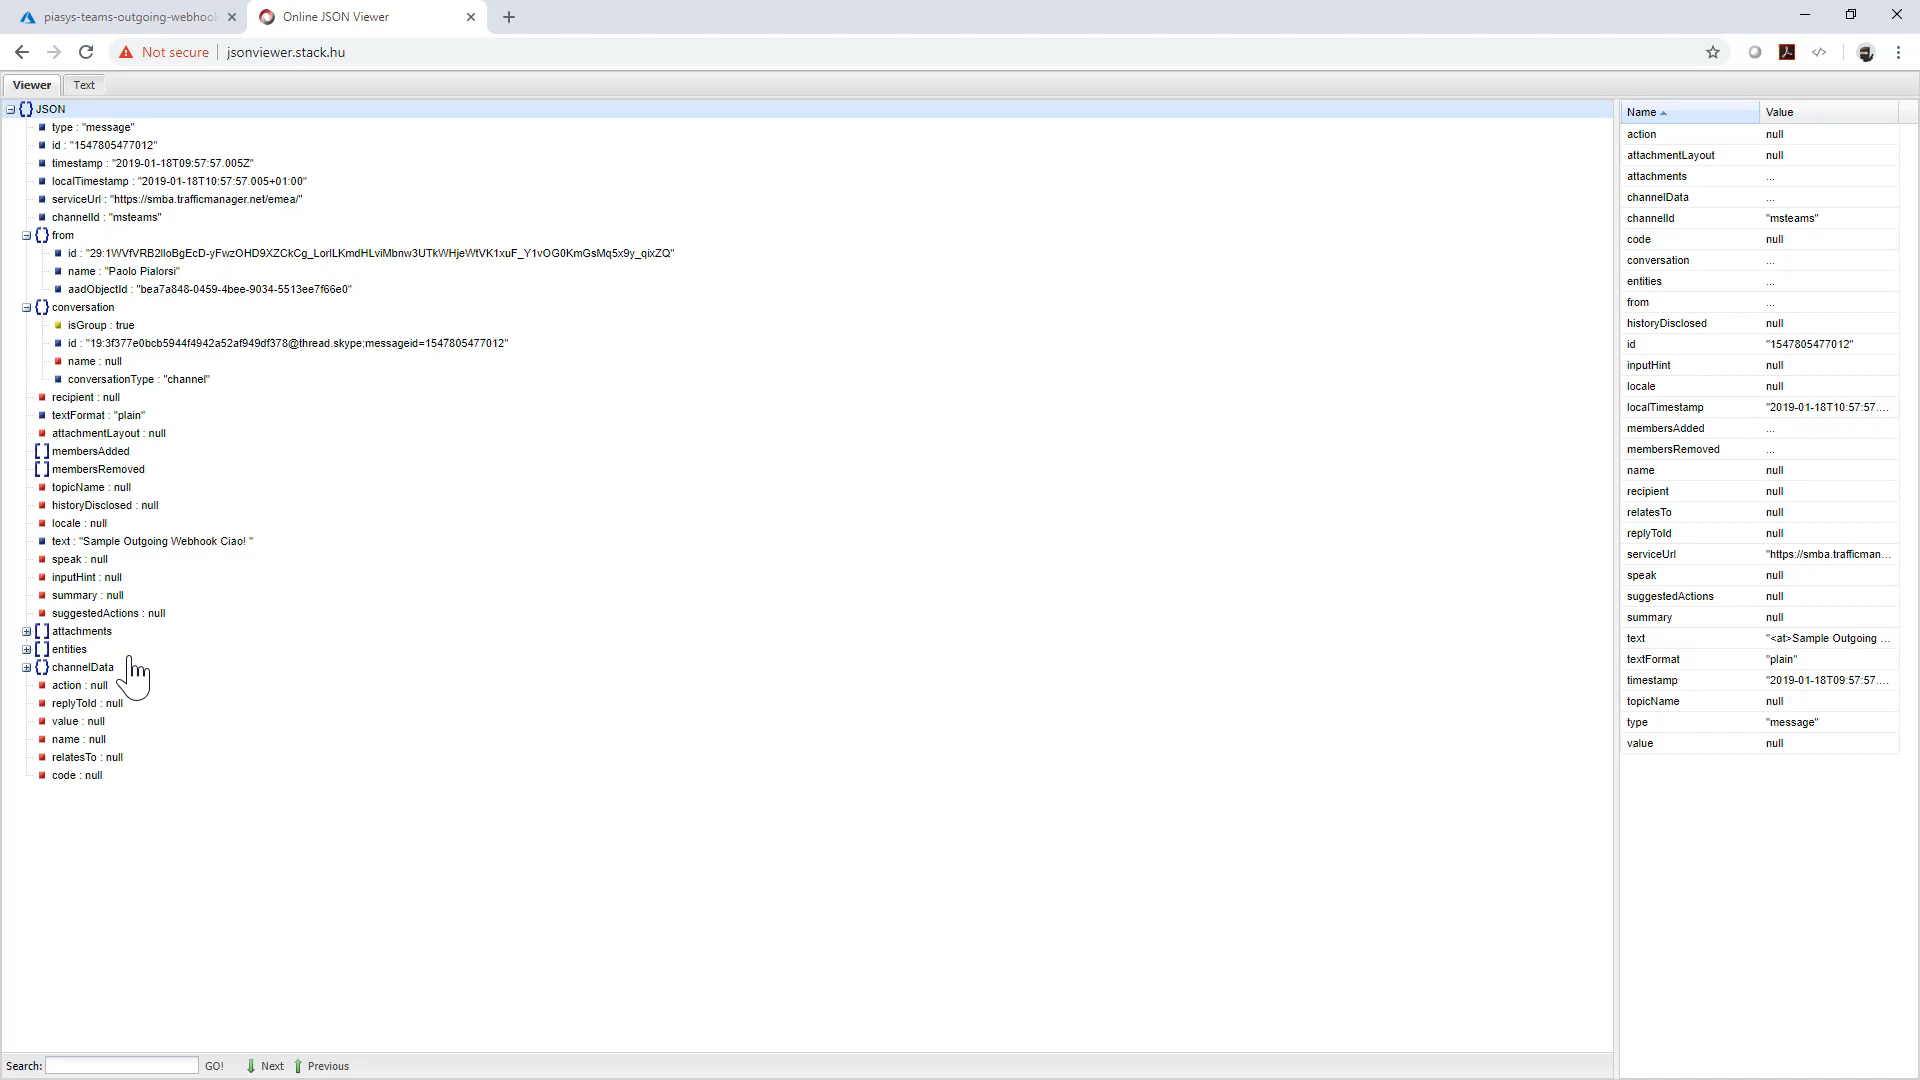 piasys-teams-outgoing-webhook
Online JSON Viewer
Not secure
jsonviewer.stack.hu
Viewer
Text
JSON
type : "message"
id : "1547805477012"
timestamp : "2019-01-18T09:57:57.005Z"
localTimestamp : "2019-01-18T10:57:57.005+01:00"
serviceUrl : "https://smba.trafficmanager.net/emea/"
channelId : "msteams"
from
id : "29:1WVfVRB2lloBgEcD-yFwzOHD9XZCkCg_LorlLKmdHLviMbnw3UTkWHjeWtVK1xuF_Y1vOG0KmGsMq5x9y_qixZQ"
name : "Paolo Pialorsi"
aadObjectId : "bea7a848-0459-4bee-9034-5513ee7f66e0"
conversation
isGroup : true
id : "19:3f377e0bcb5944f4942a52af949df378@thread.skype;messageid=1547805477012"
name : null
conversationType : "channel"
recipient : null
textFormat : "plain"
attachmentLayout : null
membersAdded
membersRemoved
topicName : null
historyDisclosed : null
locale : null
text : "Sample Outgoing Webhook Ciao! "
speak : null
inputHint : null
summary : null
suggestedActions : null
attachments
entities
channelData
action : null
replyToId : null
value : null
name : null
relatesTo : null
code : null
Name Value
action null
attachmentLayout null
attachments ...
channelData ...
channelId "msteams"
code null
conversation ...
entities ...
from ...
historyDisclosed null
id "1547805477012"
inputHint null
locale null
localTimestamp "2019-01-18T10:57:57....
membersAdded ...
membersRemoved ...
name null
recipient null
relatesTo null
replyToId null
serviceUrl "https://smba.trafficman...
speak null
suggestedActions null
summary null
text "<at>Sample Outgoing ...
textFormat "plain"
timestamp "2019-01-18T09:57:57....
topicName null
type "message"
value null
Search: GO! Next Previous